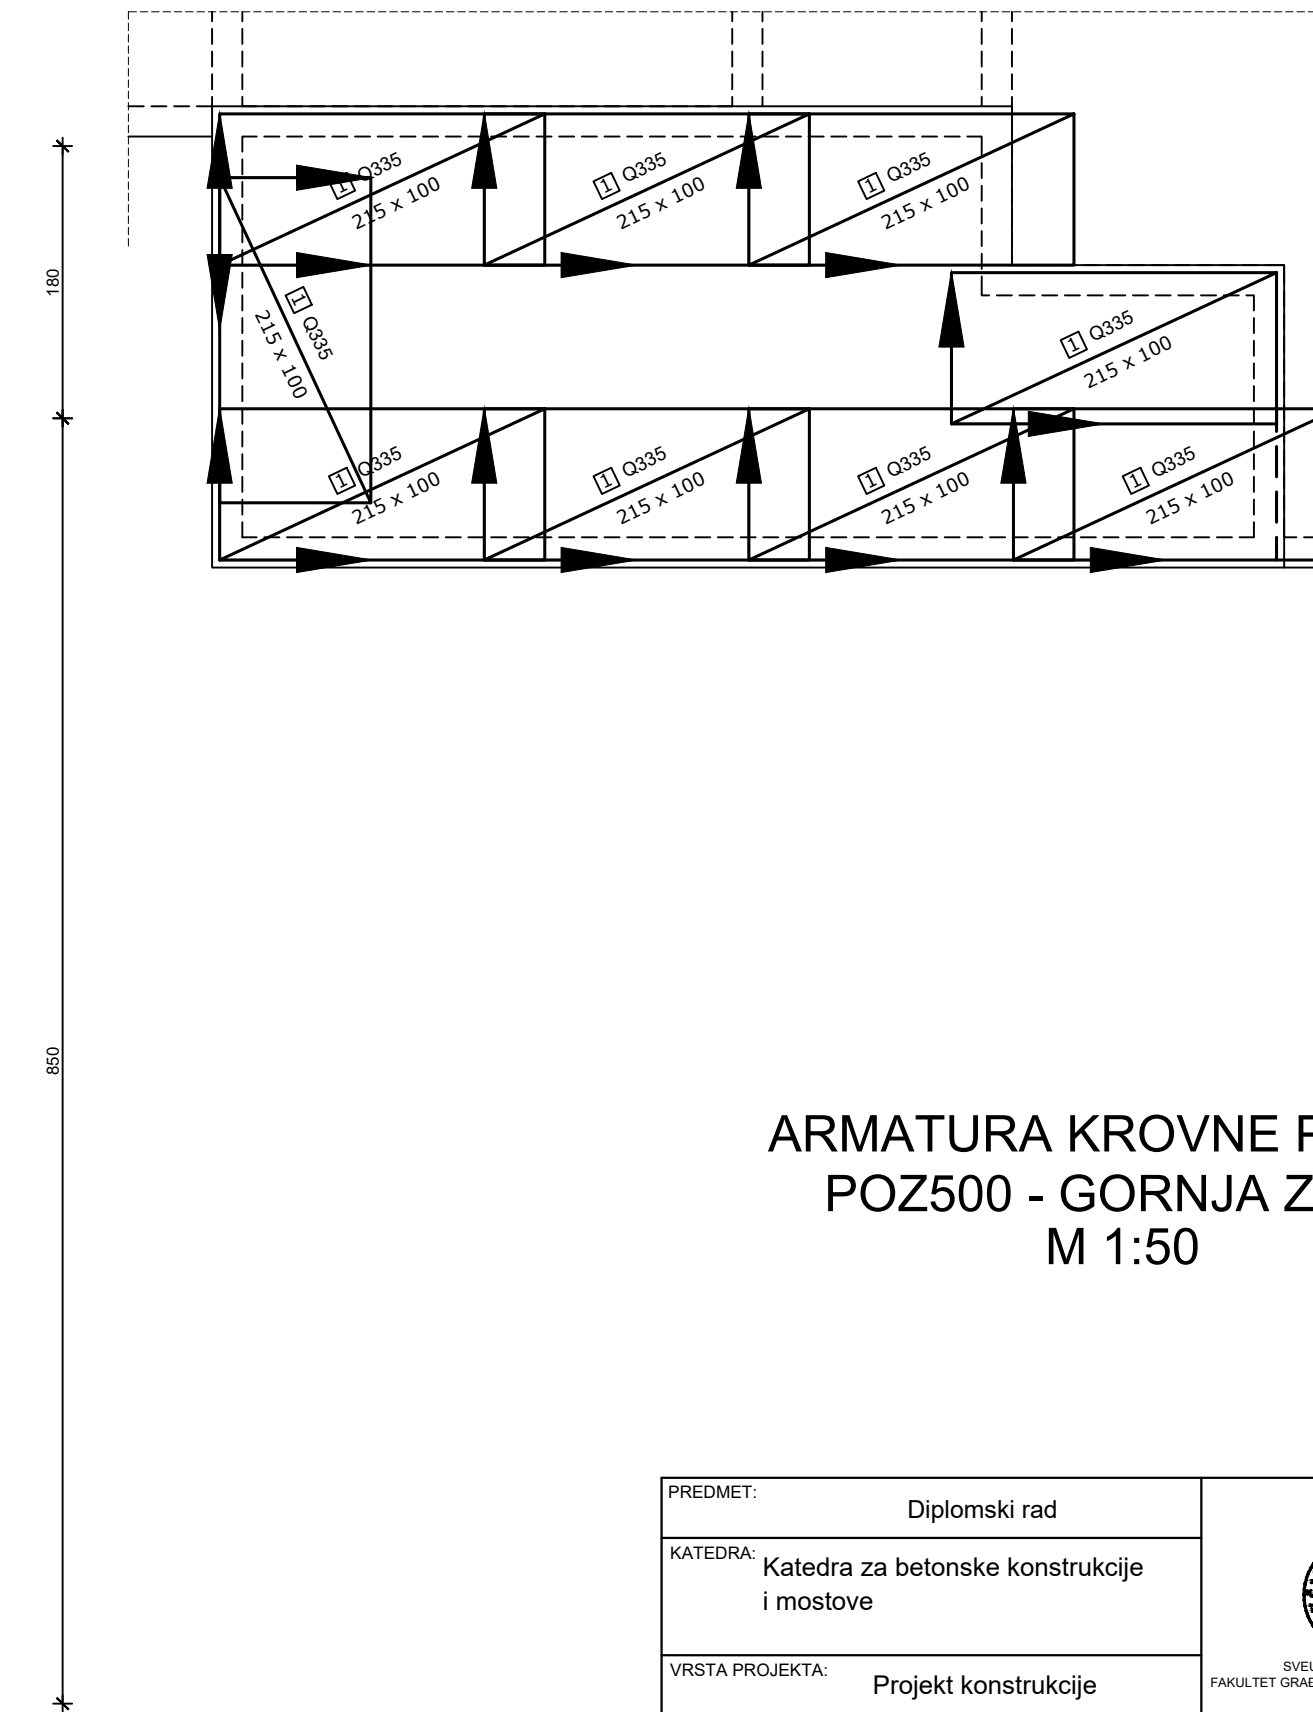 1 Q335
215 x 100
1 Q335
215 x 100
1 Q335
215 x 100
180
1 Q335
215 x 100
1 Q335
215 x 100
1 Q335
215 x 100
1 Q335
215 x 100
1 Q335
215 x 100
1 Q335
215 x 100
850
ARMATURA KROVNE
POZ500 - GORNJA
M 1:50
PREDMET:
Diplomski rad
KATEDRA:
Katedra za betonske konstrukcije
i mostove
VRSTA PROJEKTA:
Projekt konstrukcije
FAKULTET